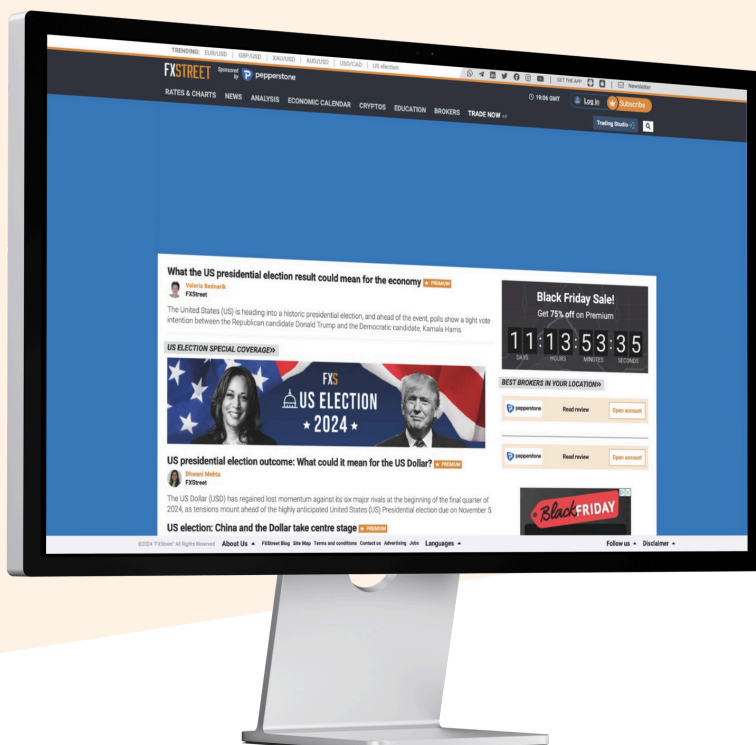 TRENDING: EUR/USD | GBP/USD | XAU/USD | AUD/USD | USD/CAD | US election
GET THE APP | Newsletter
FXSTREET Sponsored by pepperstone
19:06 GMT Log In Subscribe
RATES & CHARTS NEWS ANALYSIS ECONOMIC CALENDAR CRYPTOS EDUCATION BROKERS TRADE NOW ad
Trading Studio
What the US presidential election result could mean for the economy PREMIUM
Valeria Bednarik
FXStreet
The United States (US) is heading into a historic presidential election, and ahead of the event, polls show a tight vote
intention between the Republican candidate Donald Trump and the Democratic candidate, Kamala Harris.
US ELECTION SPECIAL COVERAGE»
FXS
US ELECTION
2024
US presidential election outcome: What could it mean for the US Dollar? PREMIUM
Dhwani Mehta
FXStreet
The US Dollar (USD) has regained lost momentum against its six major rivals at the beginning of the final quarter of
2024, as tensions mount ahead of the highly anticipated United States (US) Presidential election due on November 5.
US election: China and the Dollar take centre stage PREMIUM
Black Friday Sale!
Get 75% off on Premium
11:13:53:35
DAYS HOURS MINUTES SECONDS
BEST BROKERS IN YOUR LOCATION»
pepperstone Read review Open account
pepperstone Read review Open account
Black FRIDAY
©2024 "FXStreet" All Rights Reserved About Us FXStreet Blog Site Map Terms and conditions Contact us Advertising Jobs Languages Follow us Disclaimer